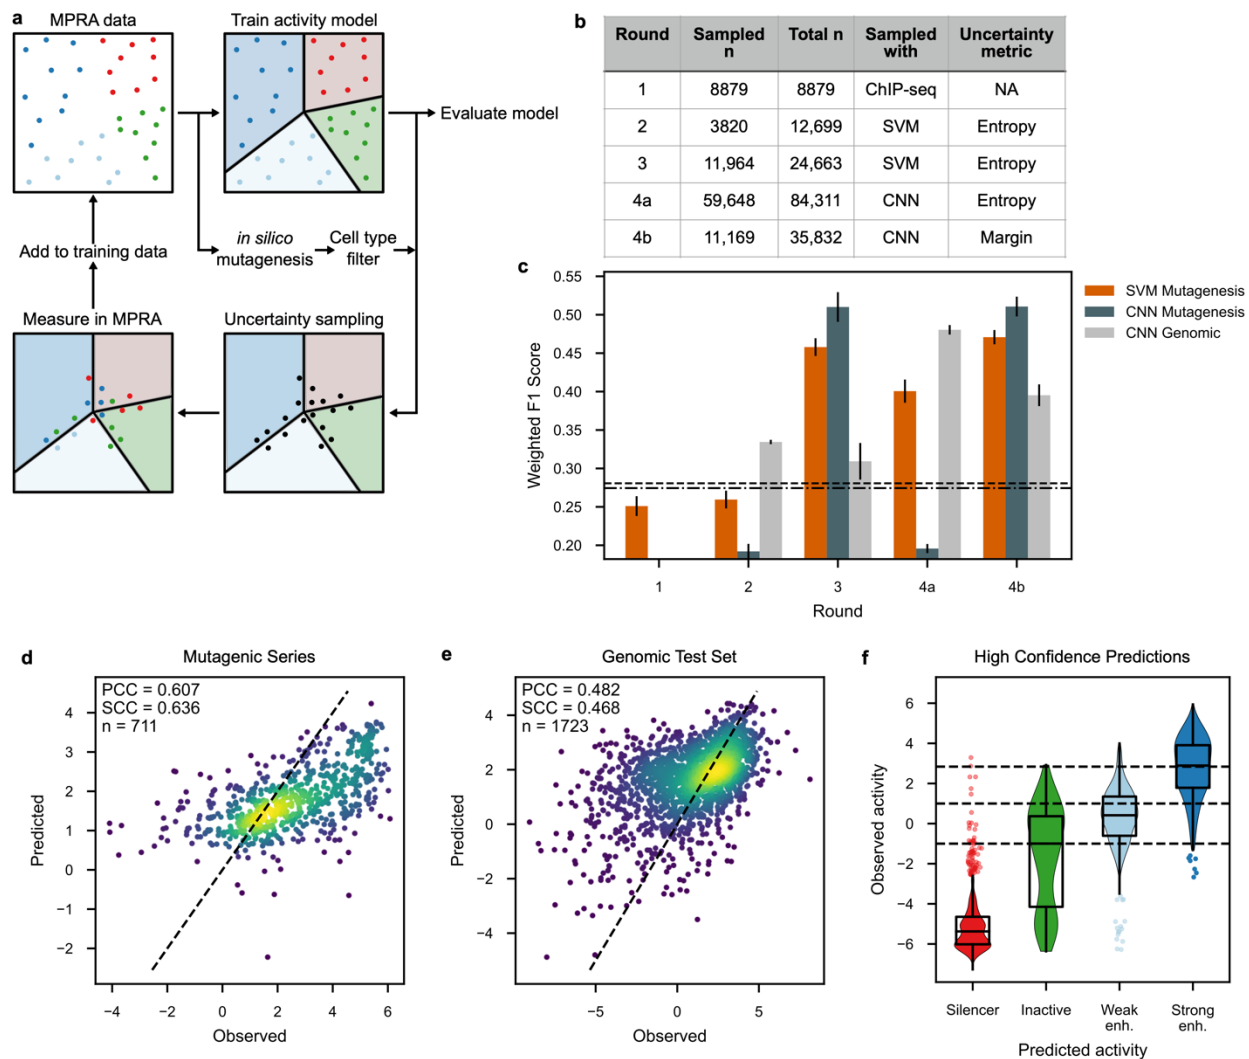 a
MPRA data
Train activity model
Evaluate model
in silico
mutagenesis
Cell type
filter
Add to training data
Measure in MPRA
Uncertainty sampling
b
Round Sampled n Total n Sampled with Uncertainty metric
1 8879 8879 ChIP-seq NA
2 3820 12,699 SVM Entropy
3 11,964 24,663 SVM Entropy
4a 59,648 84,311 CNN Entropy
4b 11,169 35,832 CNN Margin
c
Weighted F1 Score
0.55
0.50
0.45
0.40
0.35
0.30
0.25
0.20
1 2 3 4a 4b
Round
SVM Mutagenesis
CNN Mutagenesis
CNN Genomic
d
Mutagenic Series
PCC = 0.607
SCC = 0.636
n = 711
Predicted
4
3
2
1
0
−1
−2
−4 −2 0 2 4 6
Observed
e
Genomic Test Set
PCC = 0.482
SCC = 0.468
n = 1723
Predicted
4
2
0
−2
−4
−5 0 5
Observed
f
High Confidence Predictions
Observed activity
6
4
2
0
−2
−4
−6
Silencer Inactive Weak enh. Strong enh.
Predicted activity